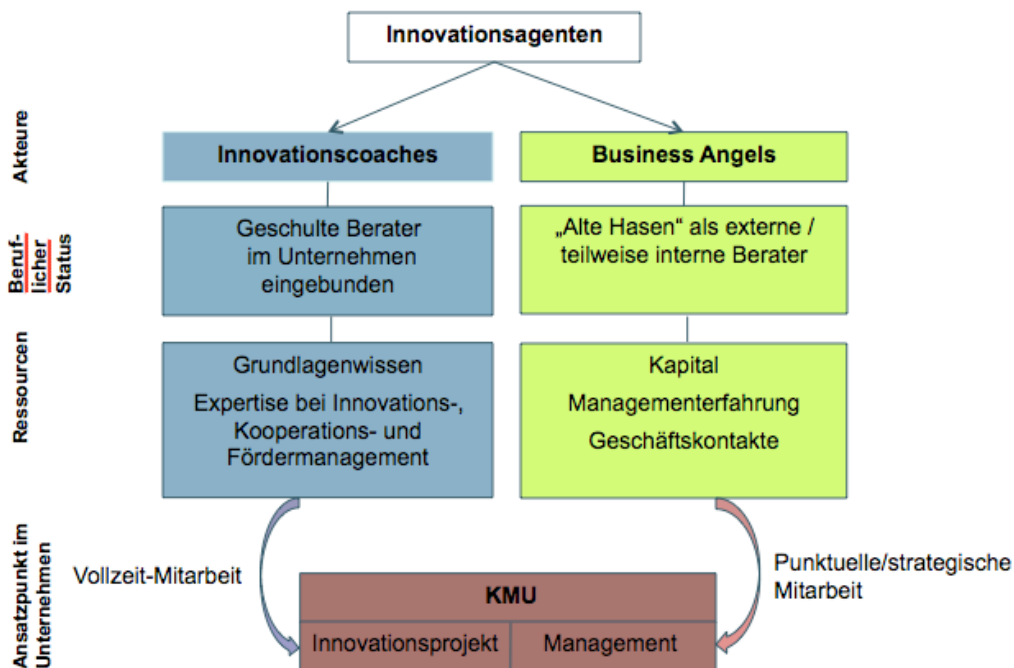 Innovationsagenten
Akteure
Innovationscoaches
Business Angels
Beruf-
licher
Status
Geschulte Berater
im Unternehmen
eingebunden
„Alte Hasen“ als externe /
teilweise interne Berater
Ressourcen
Grundlagenwissen
Expertise bei Innovations-,
Kooperations- und
Fördermanagement
Kapital
Managementerfahrung
Geschäftskontakte
Ansatzpunkt im
Unternehmen
Vollzeit-Mitarbeit
Punktuelle/strategische
Mitarbeit
KMU
Innovationsprojekt
Management